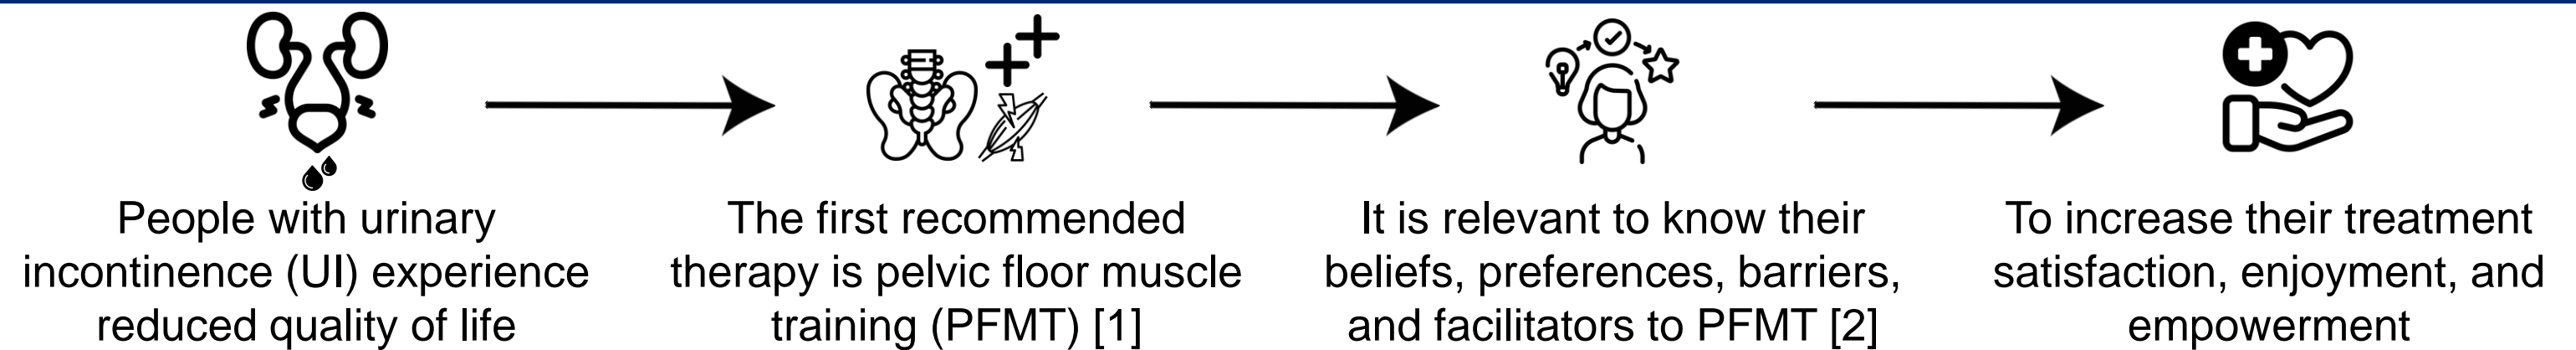 People with urinary
incontinence (UI) experience
reduced quality of life
The first recommended
therapy is pelvic floor muscle
training (PFMT) [1]
It is relevant to know their
beliefs, preferences, barriers,
and facilitators to PFMT [2]
To increase their treatment
satisfaction, enjoyment, and
empowerment